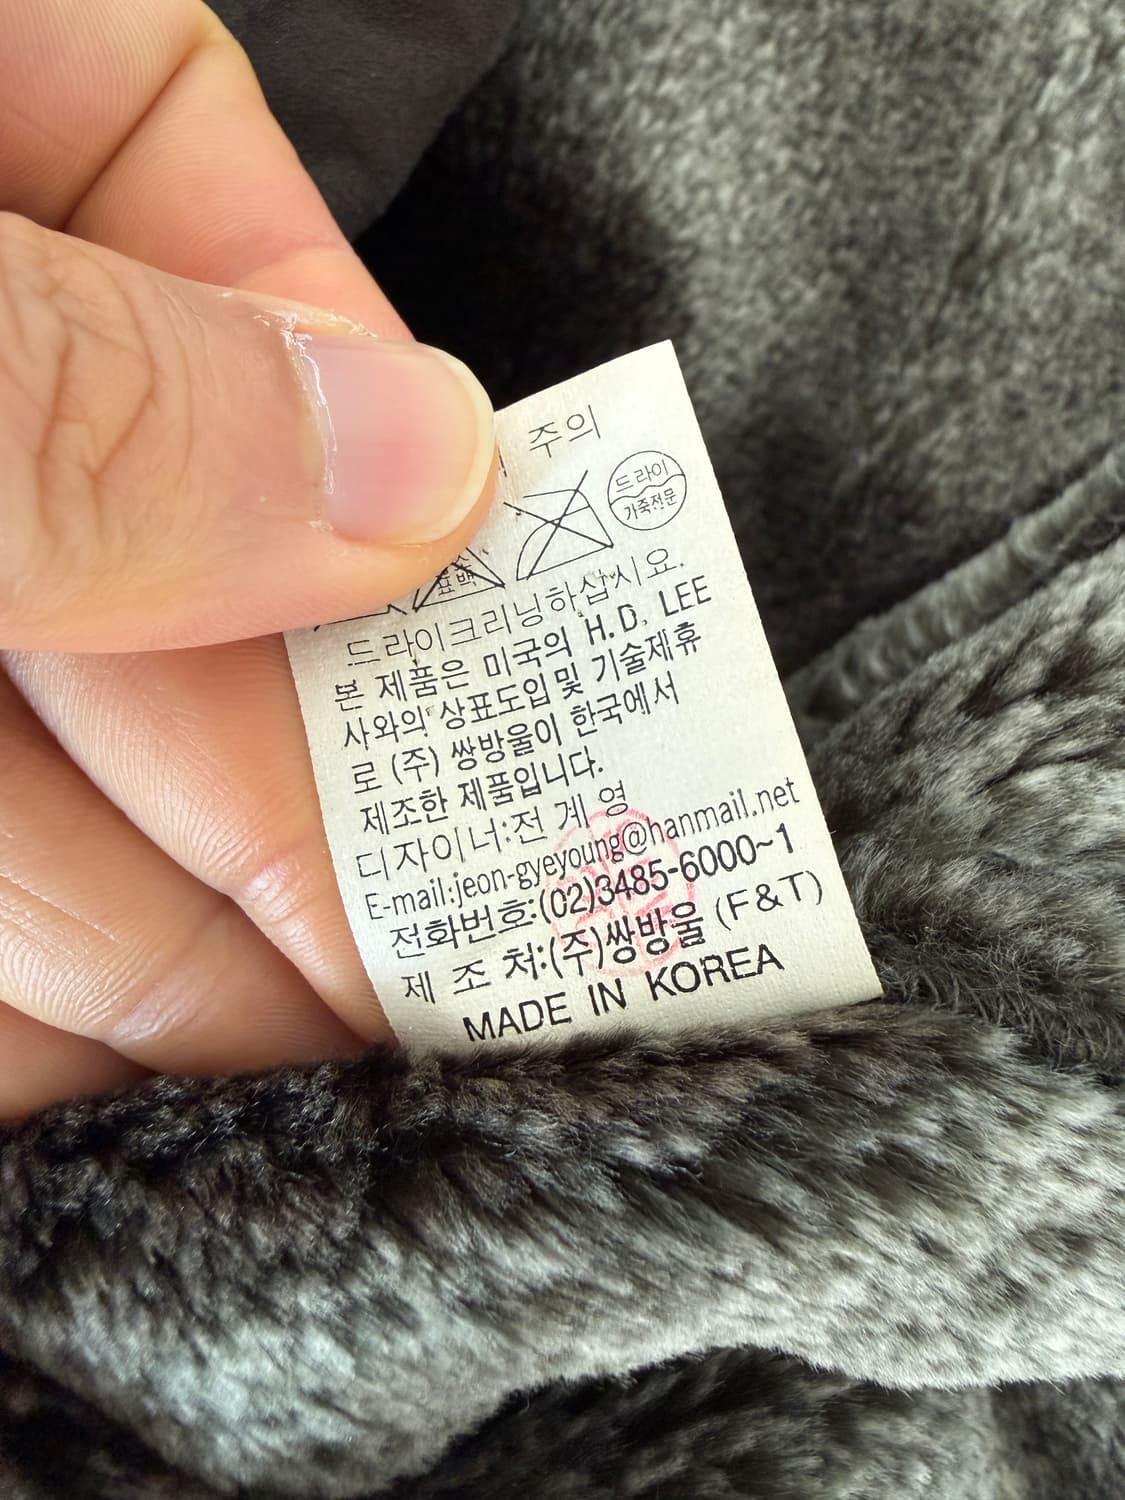 주의
드라이
가죽전문
표백
드라이크리닝하십시요.
본 제품은 미국의 H.D. LEE
사와의 상표도입 및 기술제휴
로 (주) 쌍방울이 한국에서
제조한 제품입니다.
디자이너:전 계 영
E-mail:jeon-gyeyoung@hanmail.net
전화번호:(02)3485-6000~1
제 조 처:(주)쌍방울 (F&T)
MADE IN KOREA